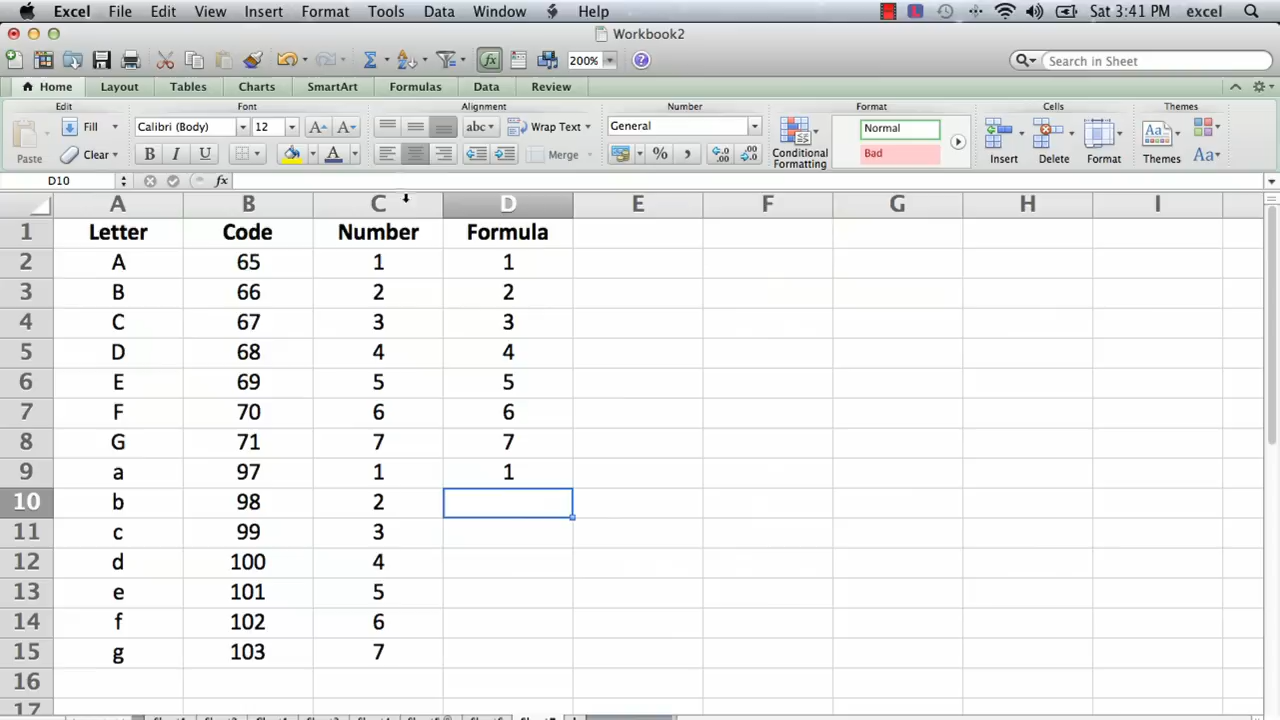 Excel File Edit View Insert Format Tools Data Window Help Sat 3:41 PM excel
Workbook2
200% Search in Sheet
Home Layout Tables Charts SmartArt Formulas Data Review
Edit Font Alignment Number Format Cells Themes
Fill Calibri (Body) 12 abc Wrap Text General Normal
Paste Clear B I U Merge % Conditional Formatting Bad Insert Delete Format Themes Aa
D10 fx
A B C D E F G H I
1 Letter Code Number Formula
2 A 65 1 1
3 B 66 2 2
4 C 67 3 3
5 D 68 4 4
6 E 69 5 5
7 F 70 6 6
8 G 71 7 7
9 a 97 1 1
10 b 98 2
11 c 99 3
12 d 100 4
13 e 101 5
14 f 102 6
15 g 103 7
16
17